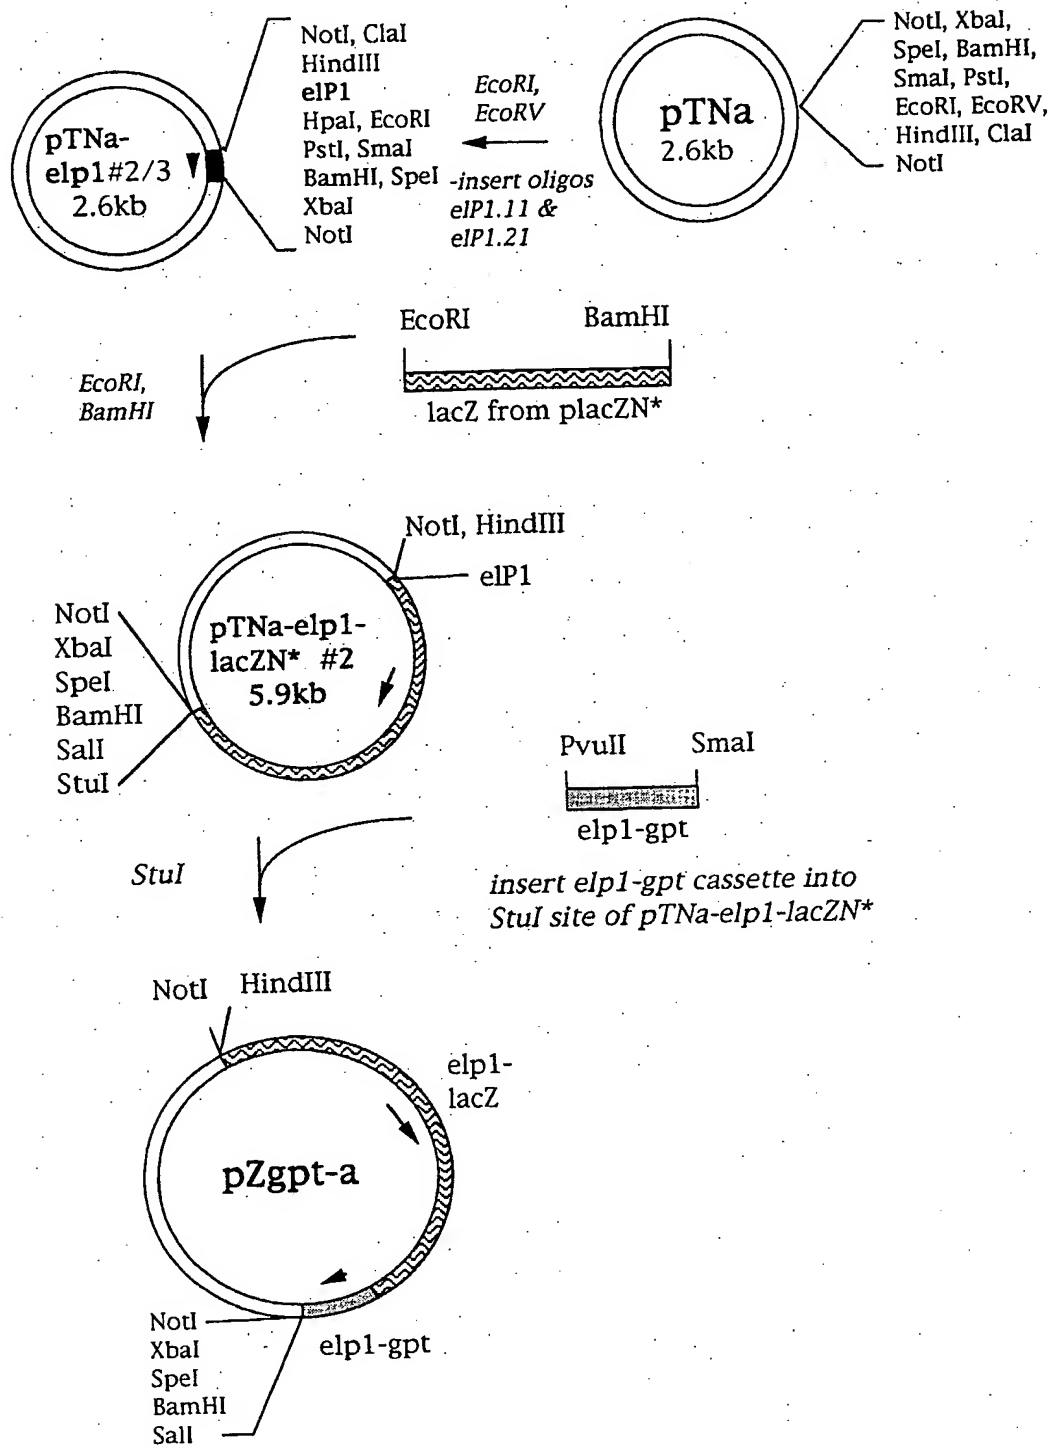 NotI, ClaI
HindIII
elP1
HpaI, EcoRI
PstI, SmaI
BamHI, SpeI
XbaI
NotI
pTNa-
elp1#2/3
2.6kb
EcoRI,
EcoRV
-insert oligos
elP1.11 &
elP1.21
pTNa
2.6kb
NotI, XbaI,
SpeI, BamHI,
SmaI, PstI,
EcoRI, EcoRV,
HindIII, ClaI
NotI
EcoRI,
BamHI
EcoRI BamHI
lacZ from placZN*
NotI, HindIII
elP1
NotI
XbaI
SpeI
BamHI
SalI
StuI
pTNa-elp1-
lacZN* #2
5.9kb
PvuII SmaI
elp1-gpt
StuI
insert elp1-gpt cassette into
StuI site of pTNa-elp1-lacZN*
NotI HindIII
elp1-
lacZ
pZgpt-a
elp1-gpt
NotI
XbaI
SpeI
BamHI
SalI